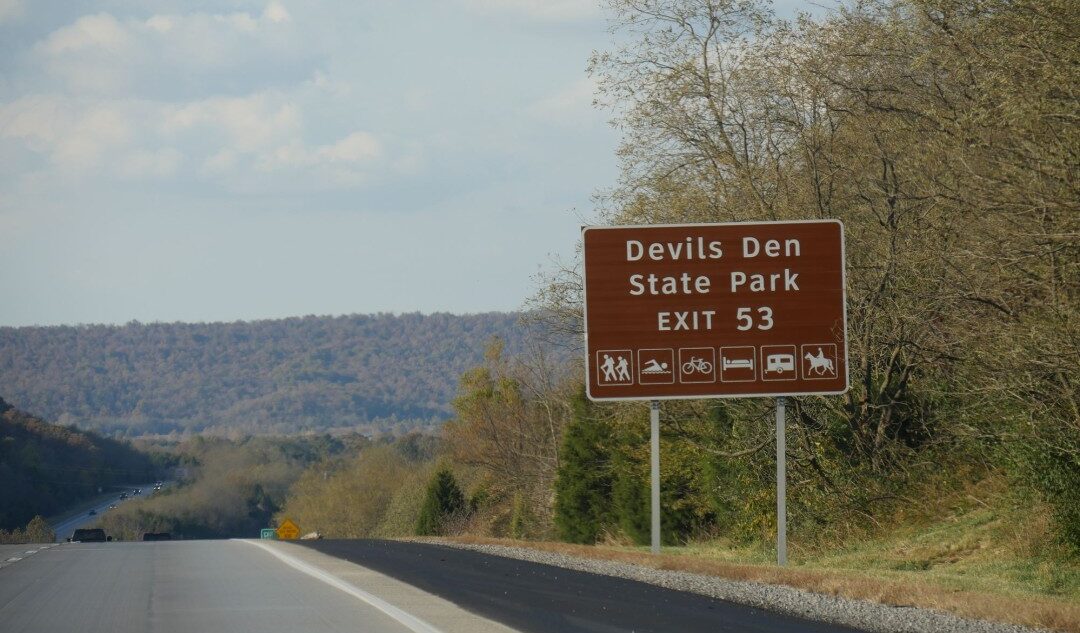 Devils Den
State Park
EXIT 53